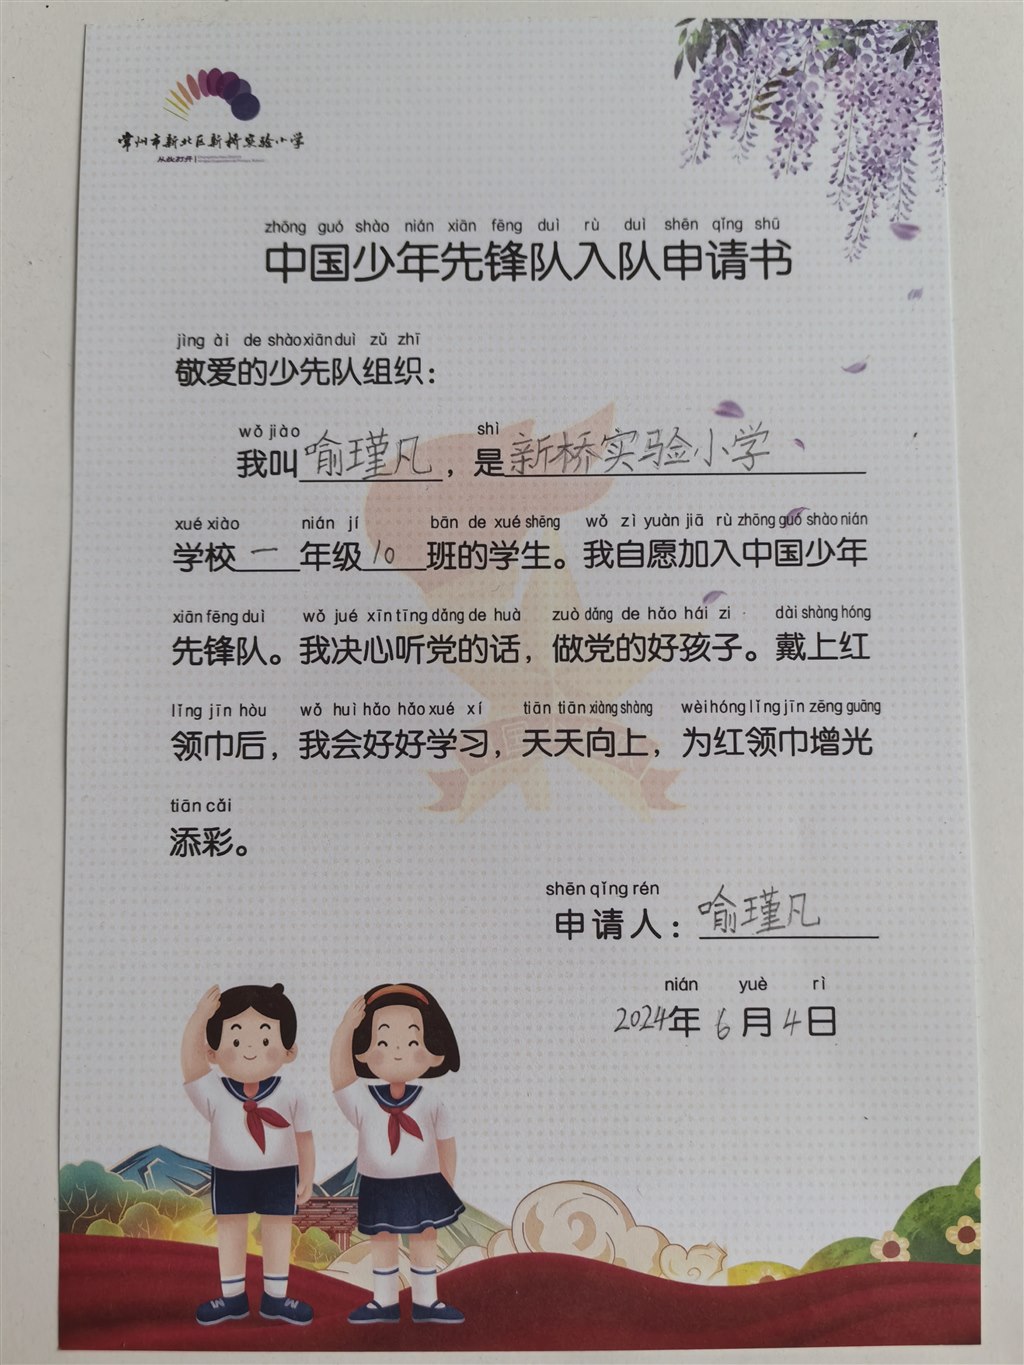 常州市新北区新桥实验小学
从故打开
zhōng guó shào nián xiān fēng duì rù duì shēn qǐng shū
中国少年先锋队入队申请书
jìng ài de shào xiān duì zǔ zhī
敬爱的少先队组织：
wǒ jiào shì
我叫喻瑾凡，是新桥实验小学
xué xiào nián jí bān de xué shēng wǒ zì yuàn jiā rù zhōng guó shào nián
学校一年级10班的学生。我自愿加入中国少年
xiān fēng duì wǒ jué xīn tīng dǎng de huà zuò dǎng de hǎo hái zi dài shàng hóng
先锋队。我决心听党的话，做党的好孩子。戴上红
lǐng jīn hòu wǒ huì hǎo hǎo xué xí tiān tiān xiàng shàng wèi hóng lǐng jīn zēng guāng
领巾后，我会好好学习，天天向上，为红领巾增光
tiān cǎi
添彩。
shēn qǐng rén
申请人：喻瑾凡
nián yuè rì
2024年6月4日